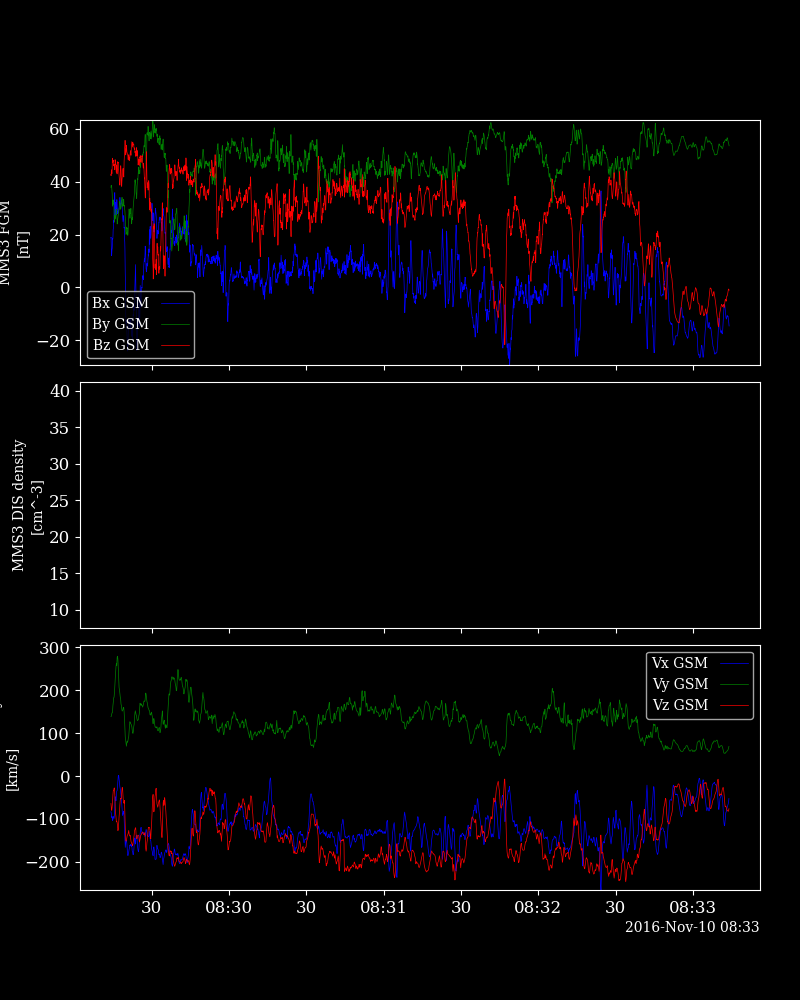 60
40
20
0
−20
MMS3 FGM
[nT]
Bx GSM
By GSM
Bz GSM
40
35
30
25
20
15
10
MMS3 DIS density
[cm^-3]
300
200
100
0
−100
−200
[km/s]
Vx GSM
Vy GSM
Vz GSM
30 08:30 30 08:31 30 08:32 30 08:33
2016-Nov-10 08:33